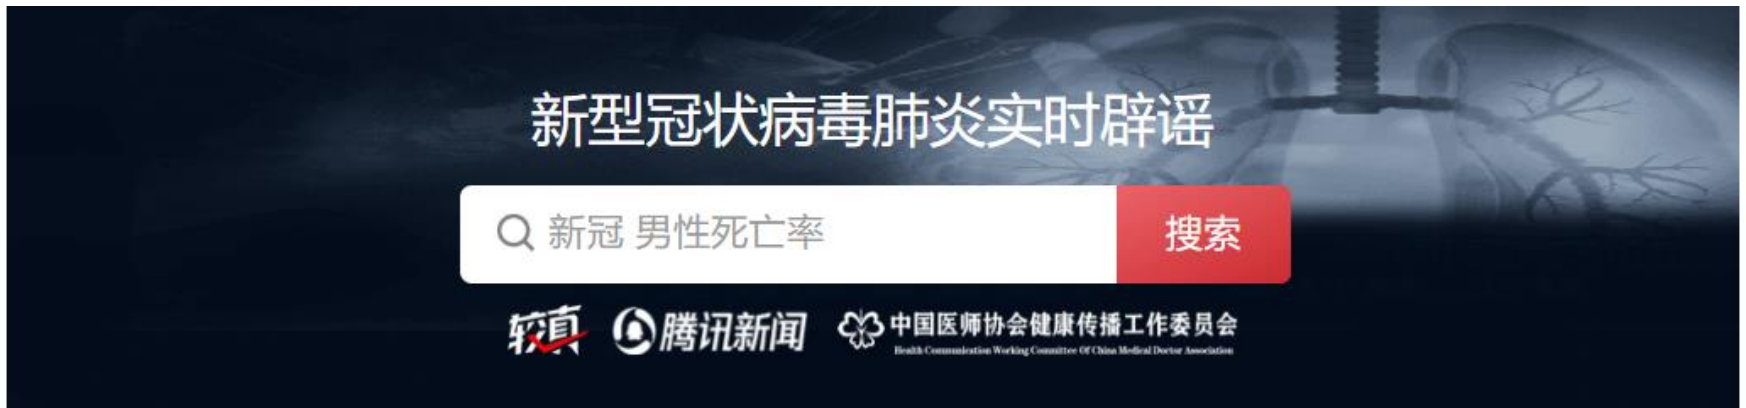 新型冠状病毒肺炎实时辟谣
新冠 男性死亡率
搜索
较真
腾讯新闻
中国医师协会健康传播工作委员会
Health Communication Working Committee Of China Medical Doctor Association